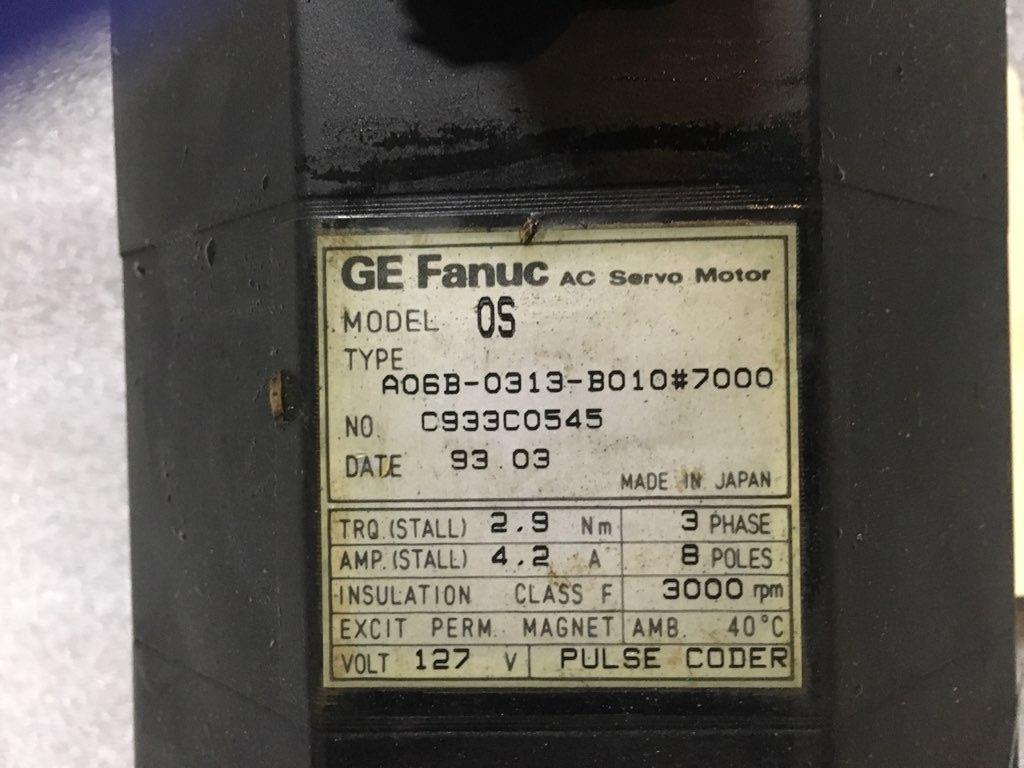 GE Fanuc AC Servo Motor
MODEL 0S
TYPE
A06B-0313-B010#7000
NO. C933C0545
DATE 93.03
MADE IN JAPAN
TRQ.(STALL) 2.9 Nm 3 PHASE
AMP.(STALL) 4.2 A 8 POLES
INSULATION CLASS F 3000 rpm
EXCIT PERM. MAGNET AMB. 40°C
VOLT 127 V PULSE CODER